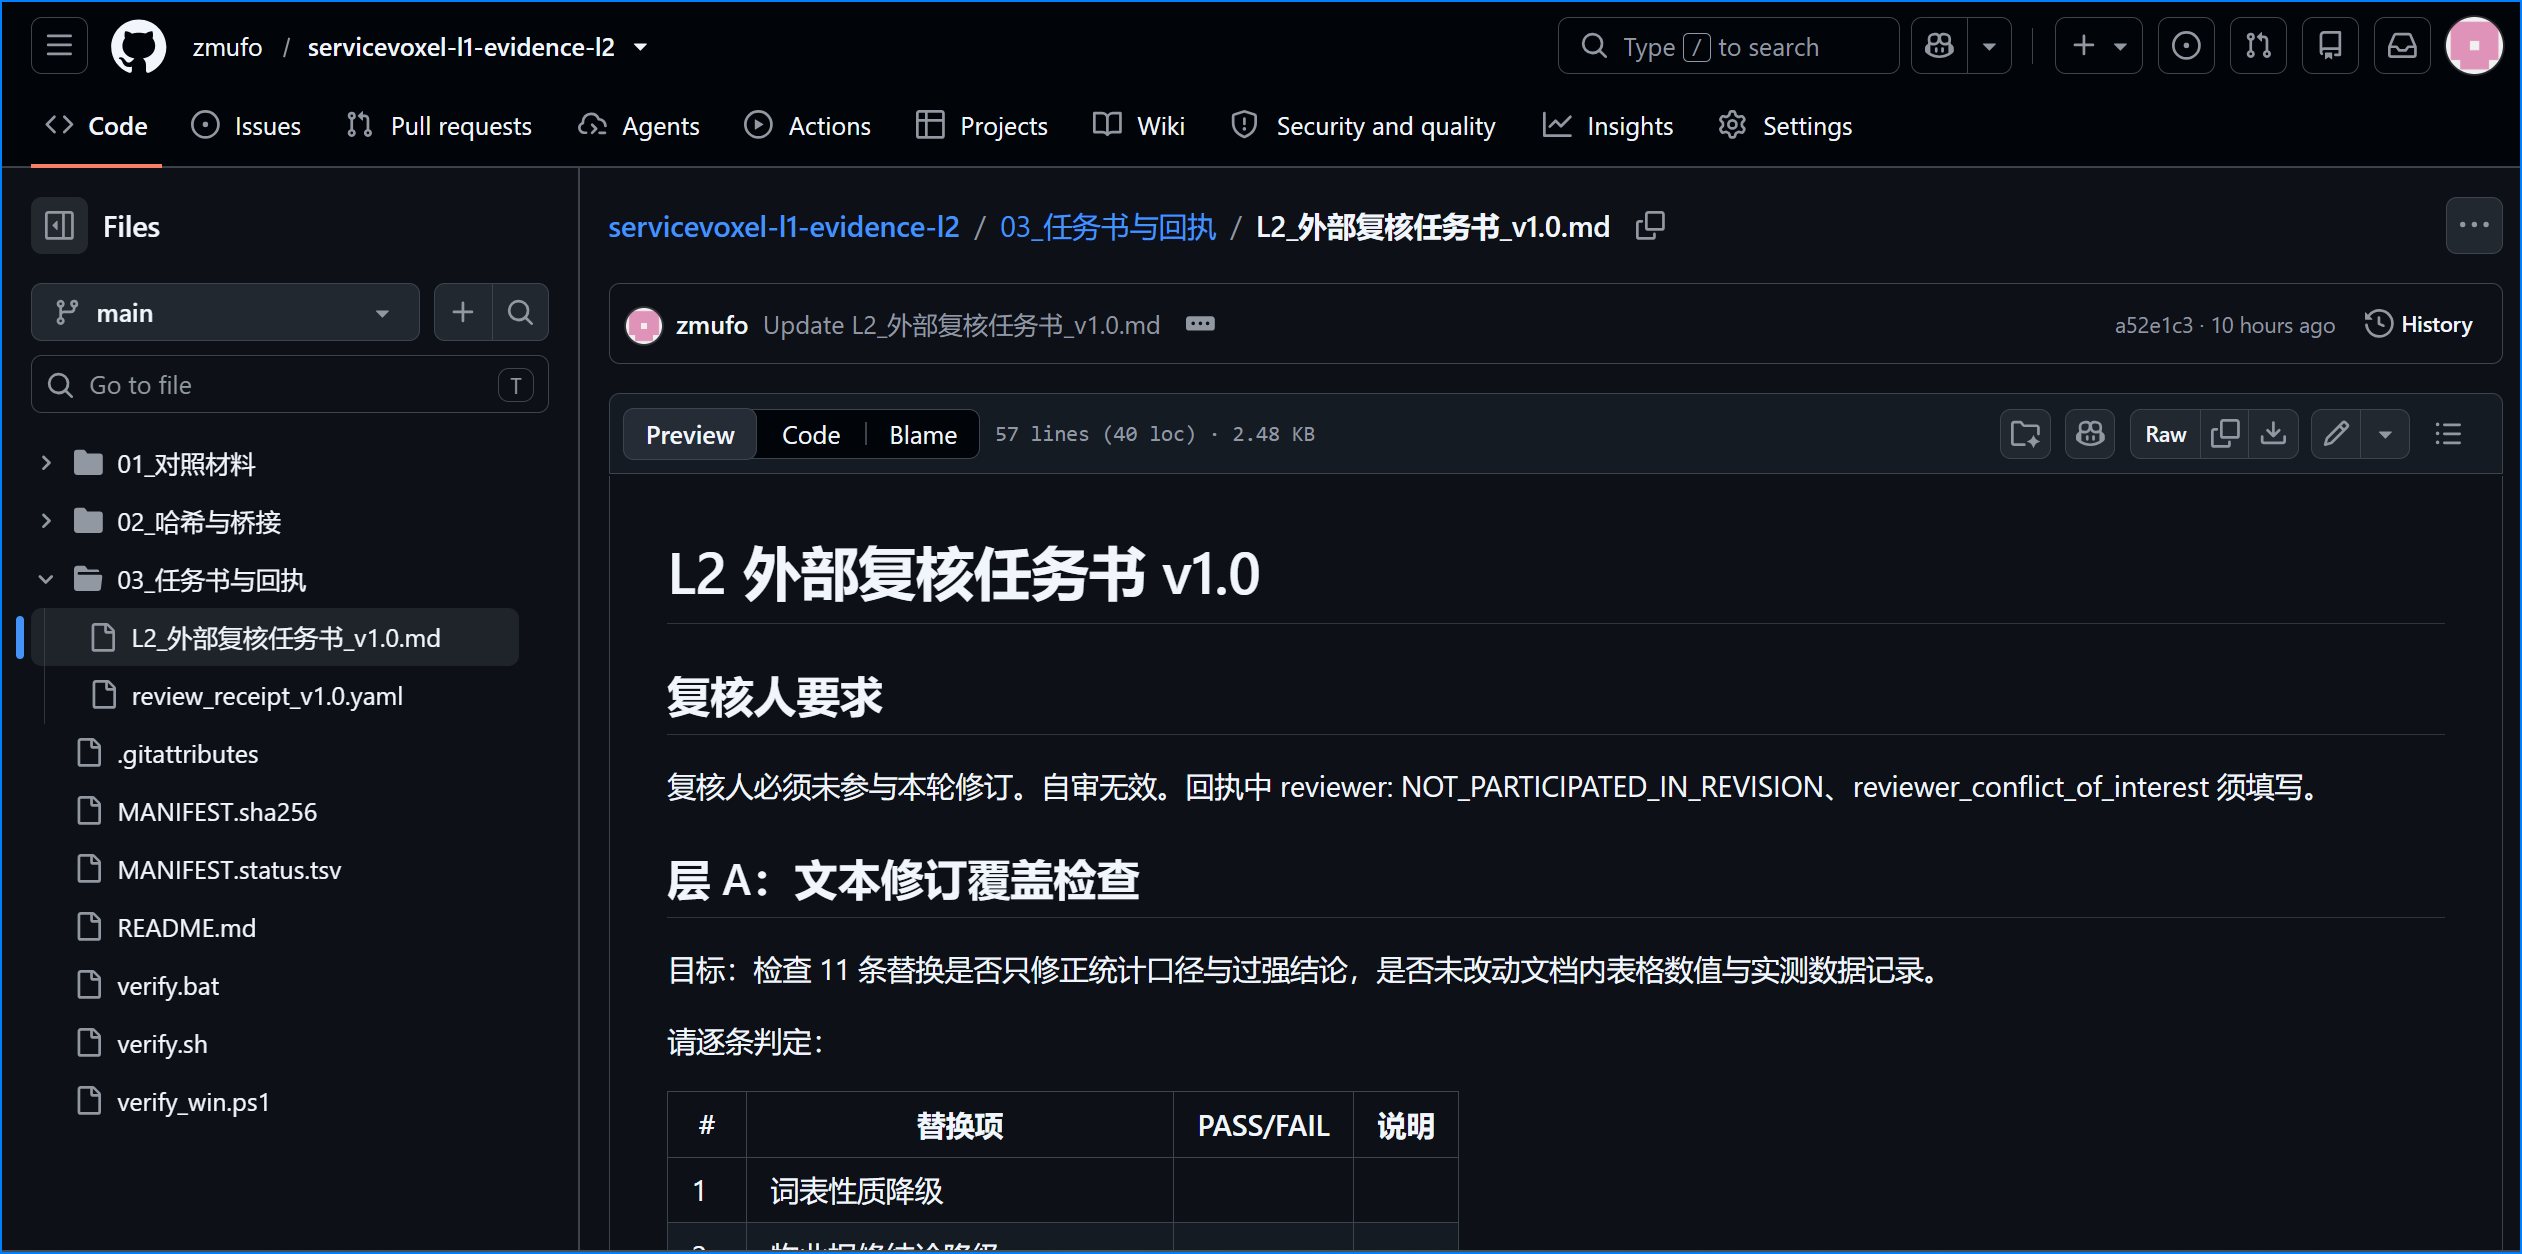 zmufo / servicevoxel-l1-evidence-l2
Type / to search
Code Issues Pull requests Agents Actions Projects Wiki Security and quality Insights Settings
Files
main
Go to file T
01_对照材料
02_哈希与桥接
03_任务书与回执
L2_外部复核任务书_v1.0.md
review_receipt_v1.0.yaml
.gitattributes
MANIFEST.sha256
MANIFEST.status.tsv
README.md
verify.bat
verify.sh
verify_win.ps1
servicevoxel-l1-evidence-l2 / 03_任务书与回执 / L2_外部复核任务书_v1.0.md
zmufo Update L2_外部复核任务书_v1.0.md a52e1c3 · 10 hours ago History
Preview Code Blame 57 lines (40 loc) · 2.48 KB Raw
L2 外部复核任务书 v1.0
复核人要求
复核人必须未参与本轮修订。自审无效。回执中 reviewer: NOT_PARTICIPATED_IN_REVISION、reviewer_conflict_of_interest 须填写。
层 A：文本修订覆盖检查
目标：检查 11 条替换是否只修正统计口径与过强结论，是否未改动文档内表格数值与实测数据记录。
请逐条判定：
# 替换项 PASS/FAIL 说明
1 词表性质降级